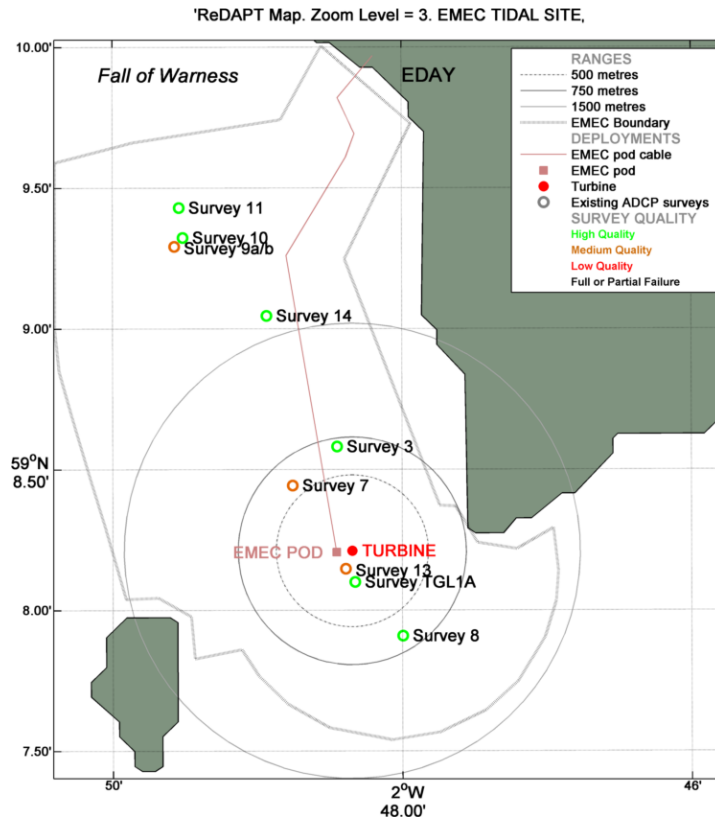 'ReDAPT Map. Zoom Level = 3. EMEC TIDAL SITE,
10.00'
Fall of Warness
EDAY
RANGES
500 metres
750 metres
1500 metres
EMEC Boundary
DEPLOYMENTS
EMEC pod cable
EMEC pod
Turbine
Existing ADCP surveys
SURVEY QUALITY
High Quality
Medium Quality
Low Quality
Full or Partial Failure
9.50'
Survey 11
Survey 10
Survey 9a/b
9.00'
Survey 14
Survey 3
59°N
8.50'
Survey 7
EMEC POD
TURBINE
Survey 13
Survey TGL1A
8.00'
Survey 8
7.50'
50'
2°W
48.00'
46'